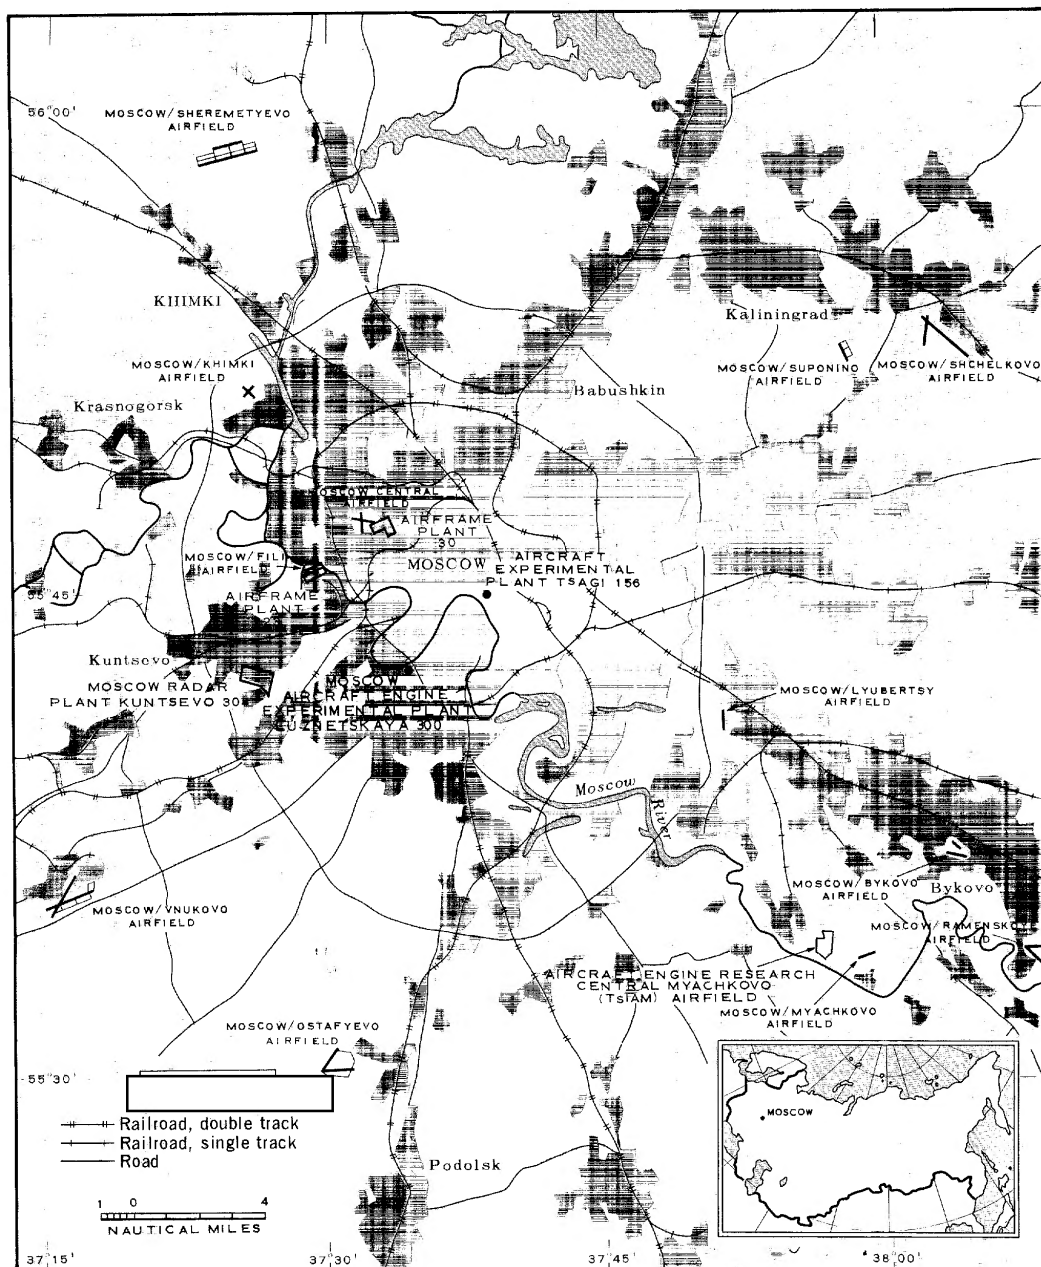 56°00'
MOSCOW/SHEREMETYEVO
AIRFIELD
KHIMKI
Kaliningrad
MOSCOW/KHIMKI
AIRFIELD
MOSCOW/SUPONINO
AIRFIELD
MOSCOW/SHCHELKOVO
AIRFIELD
Babushkin
Krasnogorsk
MOSCOW CENTRAL
AIRFIELD
AIRFRAME
PLANT
30
MOSCOW/FILI
AIRFIELD
MOSCOW
AIRCRAFT
EXPERIMENTAL
PLANT TSAGI 156
55°45'
AIRFRAME
PLANT
Kuntsevo
MOSCOW RADAR
PLANT KUNTSEVO 304
MOSCOW
AIRCRAFT ENGINE
EXPERIMENTAL PLANT
KUZNETSKAYA 300
MOSCOW/LYUBERTSY
AIRFIELD
Moscow
River
MOSCOW/BYKOVO
AIRFIELD
Bykovo
MOSCOW/VNUKOVO
AIRFIELD
MOSCOW/RAMENSKOYE
AIRFIELD
AIRCRAFT ENGINE RESEARCH
CENTRAL MYACHKOVO
(TsIAM) AIRFIELD
MOSCOW/MYACHKOVO
AIRFIELD
MOSCOW/OSTAFYEVO
AIRFIELD
55°30'
Railroad, double track
Railroad, single track
Road
Podolsk
MOSCOW
1 0 4
NAUTICAL MILES
37°15'
37°30'
37°45'
38°00'